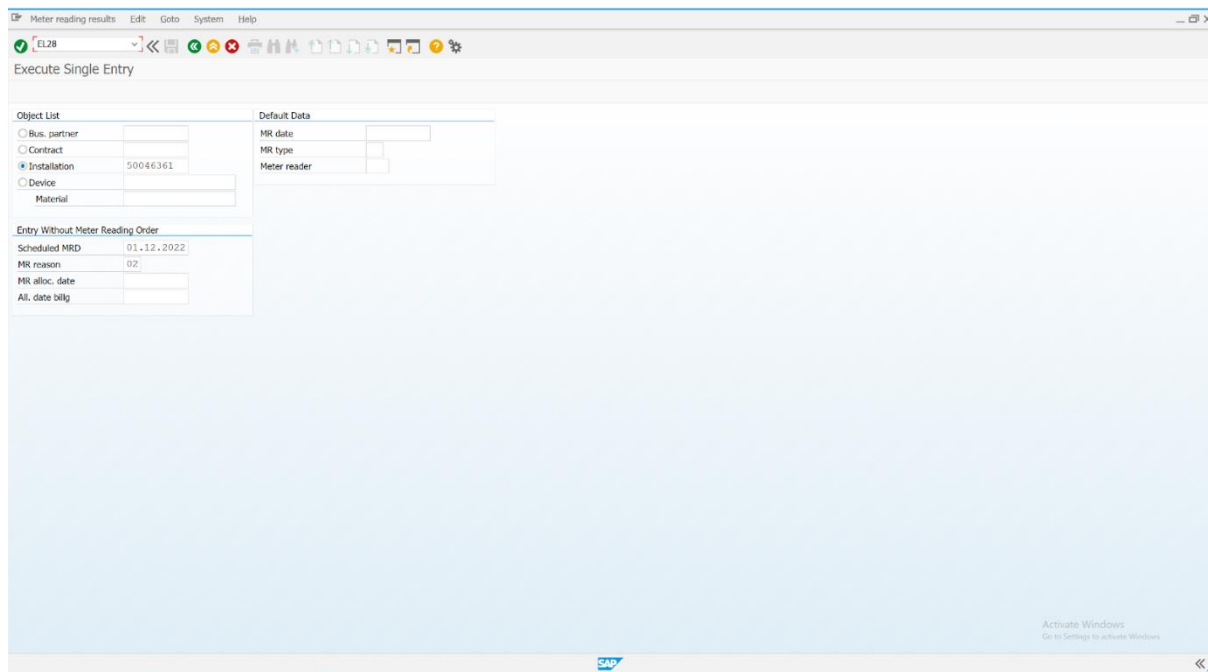 Meter reading results Edit Goto System Help
EL28
Execute Single Entry
Object List
Bus. partner
Contract
Installation 50046361
Device
Material
Default Data
MR date
MR type
Meter reader
Entry Without Meter Reading Order
Scheduled MRD 01.12.2022
MR reason 02
MR alloc. date
All. date billg
Activate Windows
Go to Settings to activate Windows.
SAP